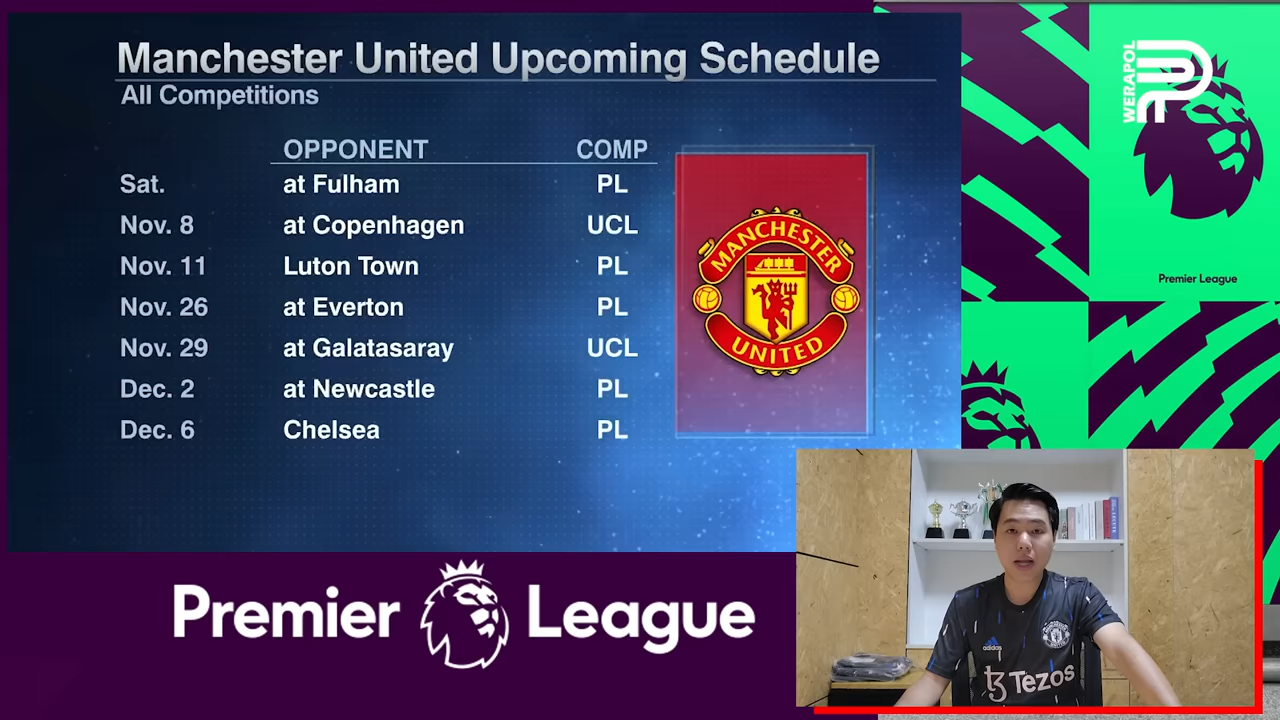 Manchester United Upcoming Schedule
All Competitions
OPPONENT COMP
Sat. at Fulham PL
Nov. 8 at Copenhagen UCL
Nov. 11 Luton Town PL
Nov. 26 at Everton PL
Nov. 29 at Galatasaray UCL
Dec. 2 at Newcastle PL
Dec. 6 Chelsea PL
MANCHESTER
UNITED
WERAPOL
Premier League
Premier League
adidas
Tezos